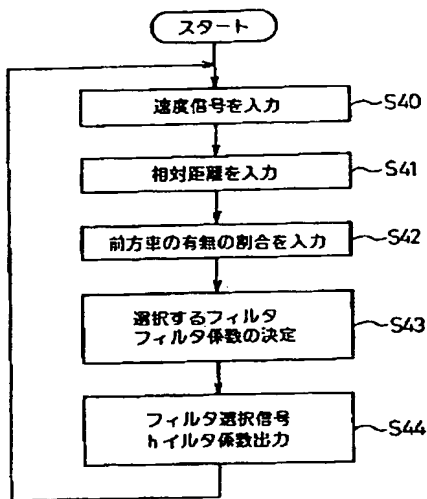 スタート
速度信号を入力
S40
相対距離を入力
S41
前方車の有無の割合を入力
S42
選択するフィルタ
フィルタ係数の決定
S43
フィルタ選択信号
hイルタ係数出力
S44